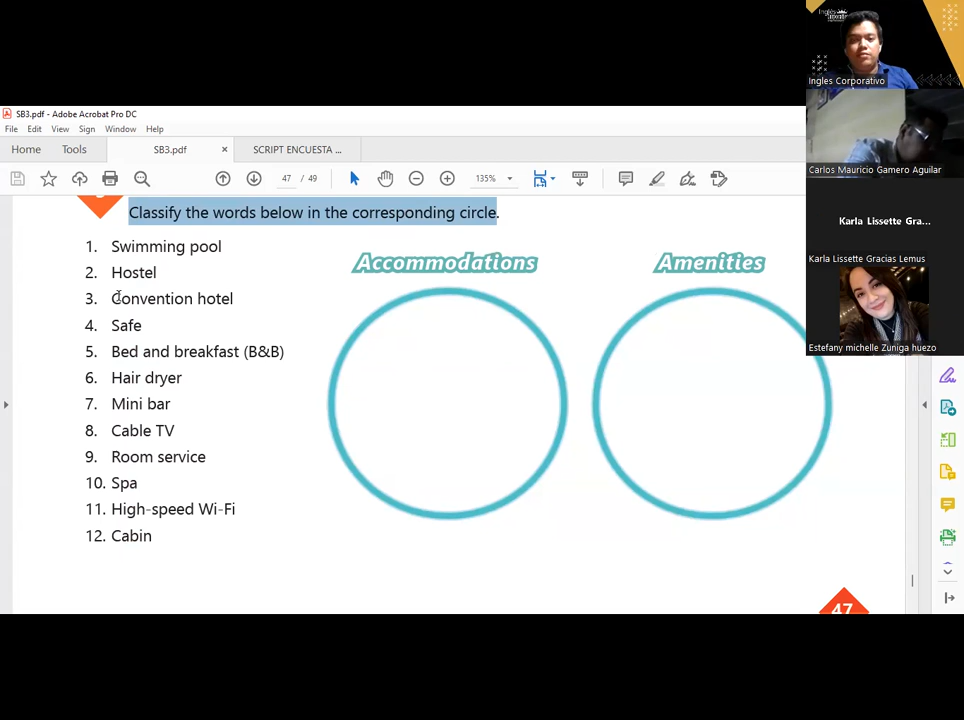 Inglés
Ingles Corporativo
SB3.pdf - Adobe Acrobat Pro DC
File Edit View Sign Window Help
Home Tools SB3.pdf × SCRIPT ENCUESTA ...
47 / 49 135%
Carlos Mauricio Gamero Aguilar
Karla Lissette Gra...
Karla Lissette Gracias Lemus
Estefany michelle Zuniga huezo
Classify the words below in the corresponding circle.
1. Swimming pool
2. Hostel
3. Convention hotel
4. Safe
5. Bed and breakfast (B&B)
6. Hair dryer
7. Mini bar
8. Cable TV
9. Room service
10. Spa
11. High-speed Wi-Fi
12. Cabin
Accommodations
Amenities
47